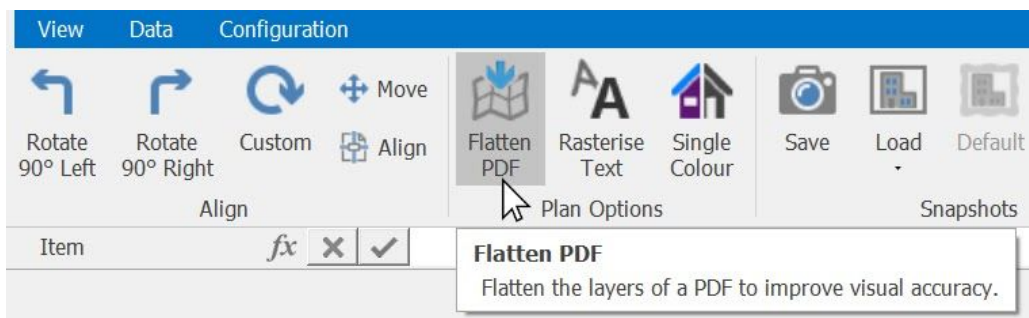 View Data Configuration
Move
Rotate 90° Left
Rotate 90° Right
Custom
Align
Flatten PDF
Rasterise Text
Single Colour
Save
Load
Default
Align
Plan Options
Snapshots
Item
fx
Flatten PDF
Flatten the layers of a PDF to improve visual accuracy.